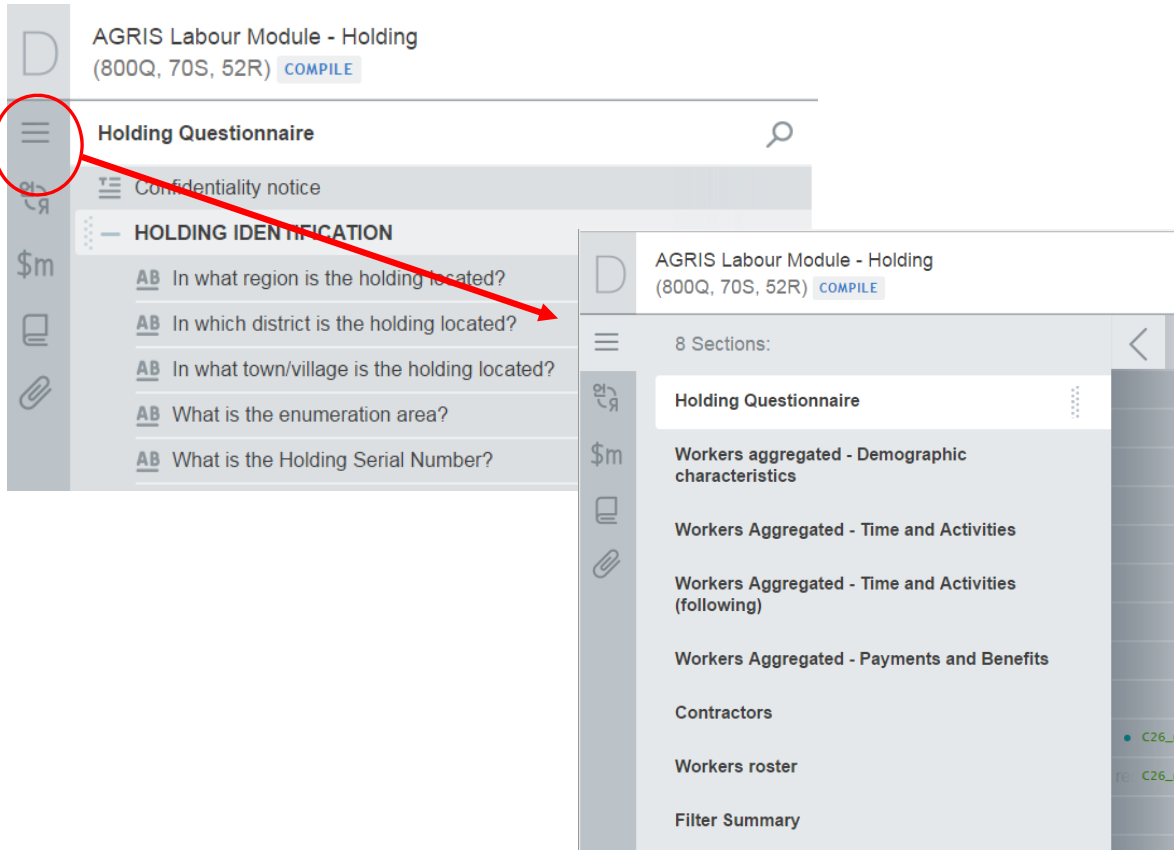 D
AGRIS Labour Module - Holding
(800Q, 70S, 52R) COMPILE
Holding Questionnaire
Confidentiality notice
HOLDING IDENTIFICATION
$m
AB In what region is the holding located?
AB In which district is the holding located?
AB In what town/village is the holding located?
AB What is the enumeration area?
AB What is the Holding Serial Number?
D
AGRIS Labour Module - Holding
(800Q, 70S, 52R) COMPILE
8 Sections:
Holding Questionnaire
$m
Workers aggregated - Demographic
characteristics
Workers Aggregated - Time and Activities
Workers Aggregated - Time and Activities
(following)
Workers Aggregated - Payments and Benefits
Contractors
C26_
Workers roster
C26_
Filter Summary